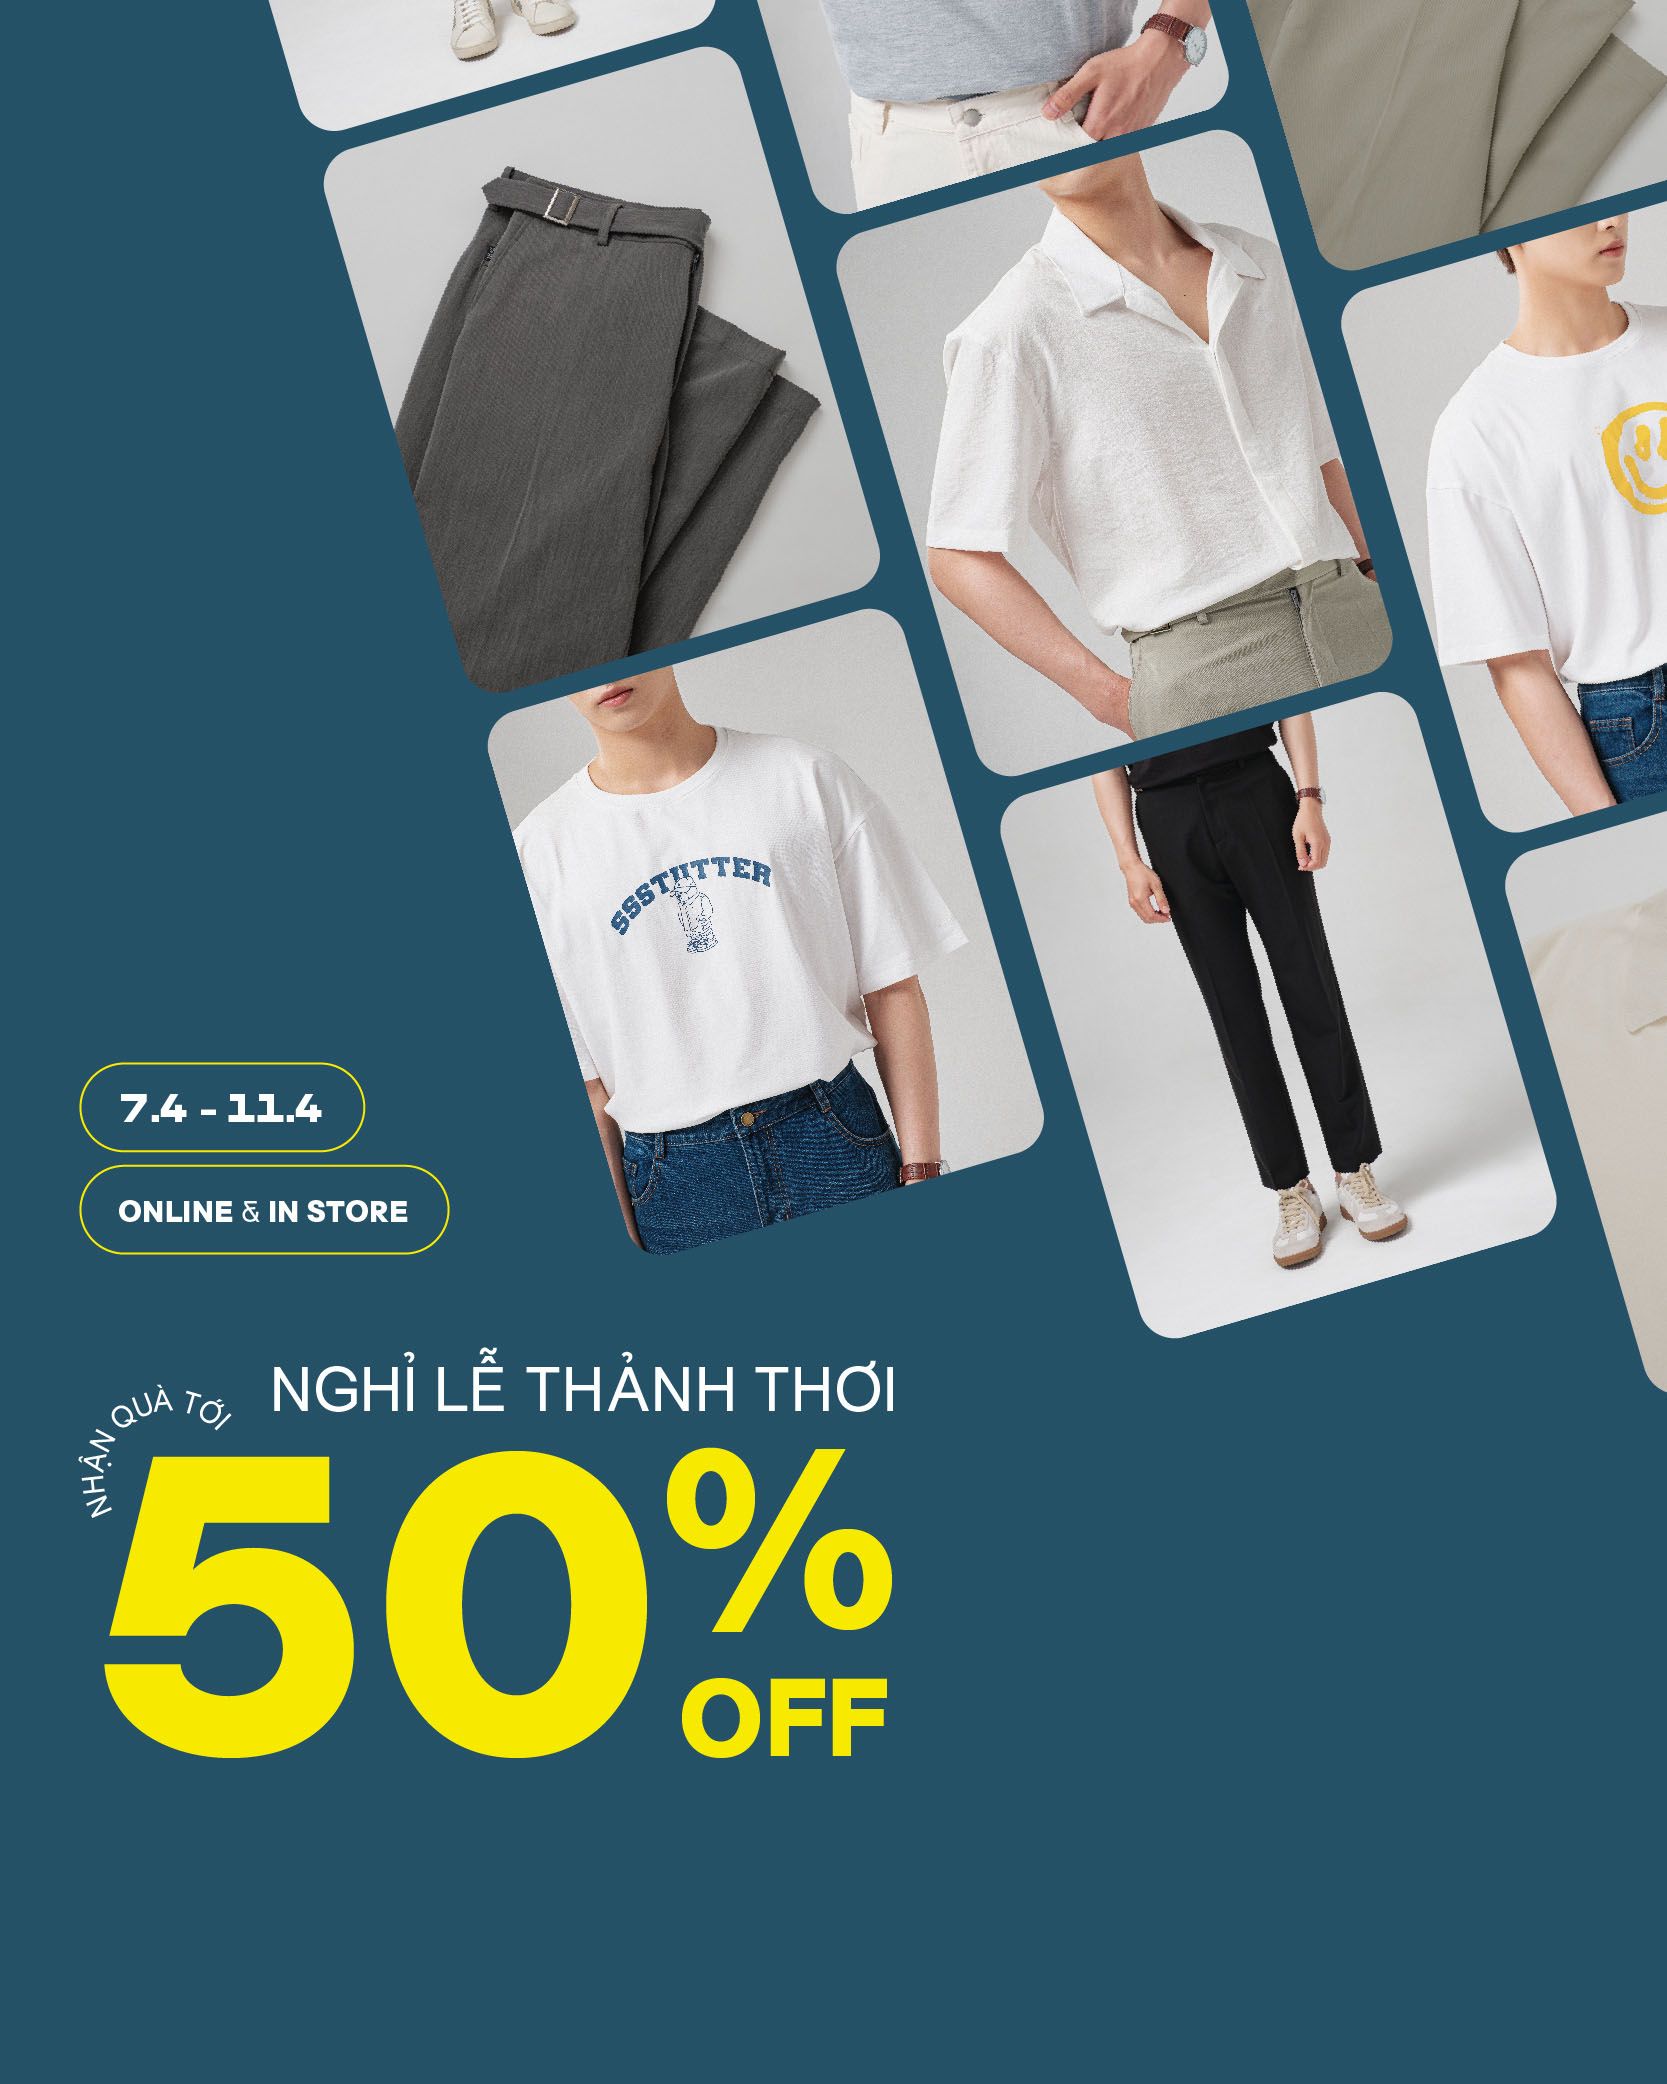 SSSTUTTER
7.4 - 11.4
ONLINE & IN STORE
NGHỈ LỄ THẢNH THƠI
NHẬN QUÀ TỚI
50%
OFF